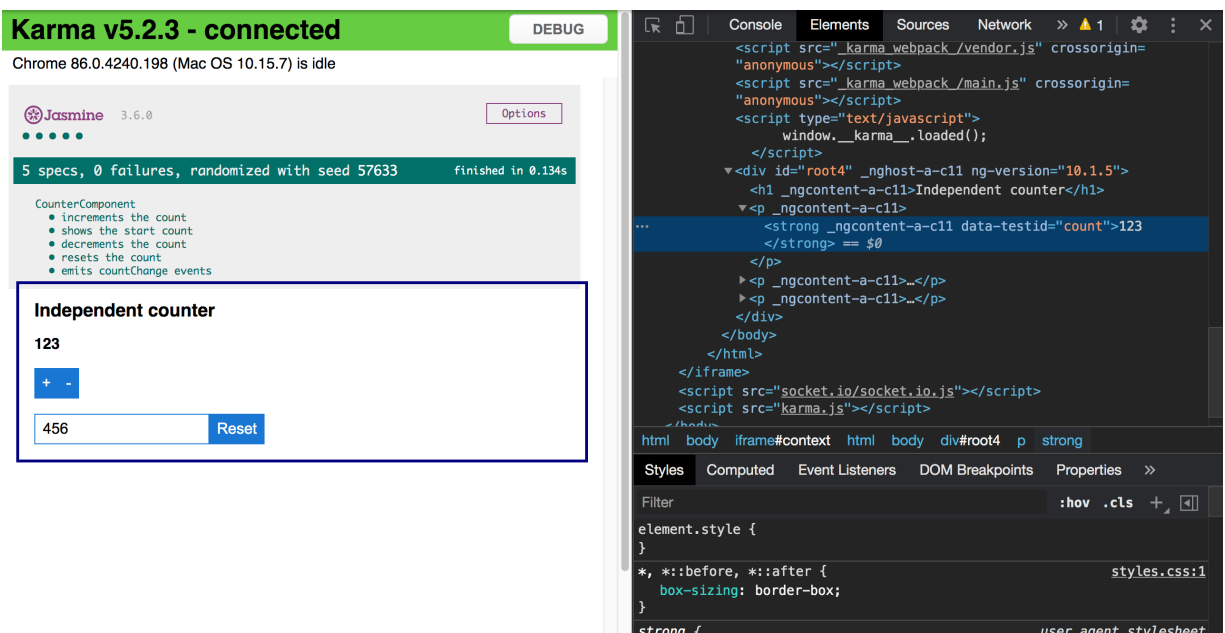 Karma v5.2.3 - connected
DEBUG
Chrome 86.0.4240.198 (Mac OS 10.15.7) is idle
Jasmine 3.6.0
Options
5 specs, 0 failures, randomized with seed 57633
finished in 0.134s
CounterComponent
• increments the count
• shows the start count
• decrements the count
• resets the count
• emits countChange events
Independent counter
123
+ -
456
Reset
Console Elements Sources Network » 1
<script src="_karma_webpack_/vendor.js" crossorigin=
"anonymous"></script>
<script src="_karma_webpack_/main.js" crossorigin=
"anonymous"></script>
<script type="text/javascript">
window.__karma__.loaded();
</script>
▼<div id="root4" _nghost-a-c11 ng-version="10.1.5">
<h1 _ngcontent-a-c11>Independent counter</h1>
▼<p _ngcontent-a-c11>
… <strong _ngcontent-a-c11 data-testid="count">123
</strong> == $0
</p>
▶<p _ngcontent-a-c11>…</p>
▶<p _ngcontent-a-c11>…</p>
</div>
</body>
</html>
</iframe>
<script src="socket.io/socket.io.js"></script>
<script src="karma.js"></script>
</body>
html body iframe#context html body div#root4 p strong
Styles Computed Event Listeners DOM Breakpoints Properties »
Filter
:hov .cls +
element.style {
}
*, *::before, *::after {
styles.css:1
box-sizing: border-box;
}
strong {
user agent stylesheet